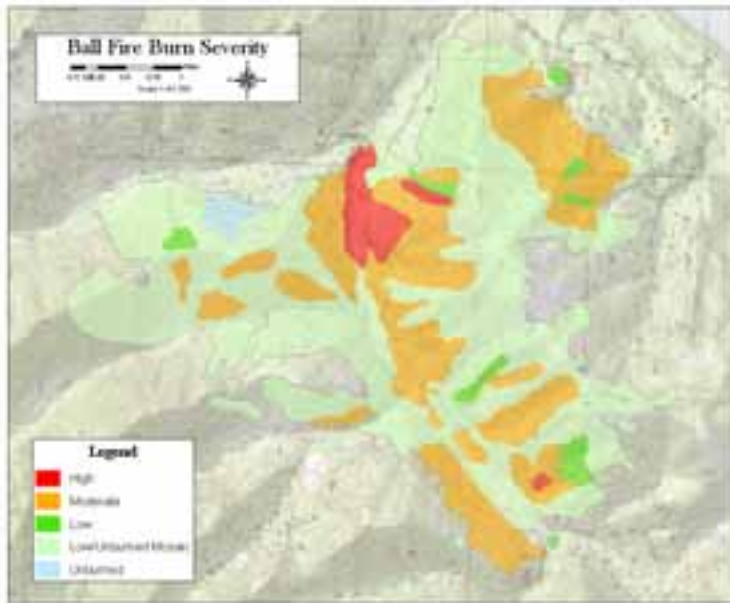 Ball Fire Burn Severity
Legend
High
Moderate
Low
Low/Unburned Mosaic
Unburned